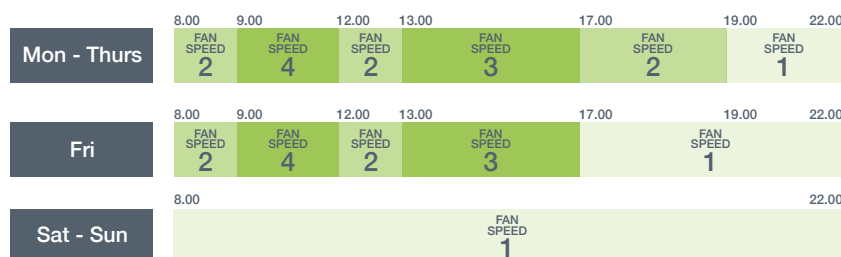 8.00 9.00 12.00 13.00 17.00 19.00 22.00
Mon - Thurs
FAN FAN FAN FAN FAN FAN
SPEED SPEED SPEED SPEED SPEED SPEED
2 4 2 3 2 1
8.00 9.00 12.00 13.00 17.00 19.00 22.00
Fri
FAN FAN FAN FAN FAN
SPEED SPEED SPEED SPEED SPEED
2 4 2 3 1
8.00 22.00
Sat - Sun
FAN
SPEED
1